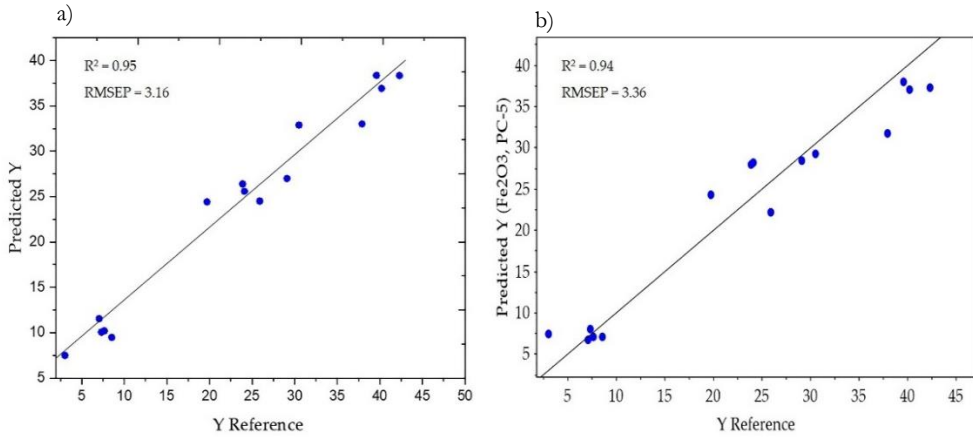 a)
R² = 0.95
RMSEP = 3.16
Predicted Y
40
35
30
25
20
15
10
5
5 10 15 20 25 30 35 40 45 50
Y Reference
b)
R² = 0.94
RMSEP = 3.36
Predicted Y (Fe2O3, PC-5)
40
35
30
25
20
15
10
5
5 10 15 20 25 30 35 40 45
Y Reference